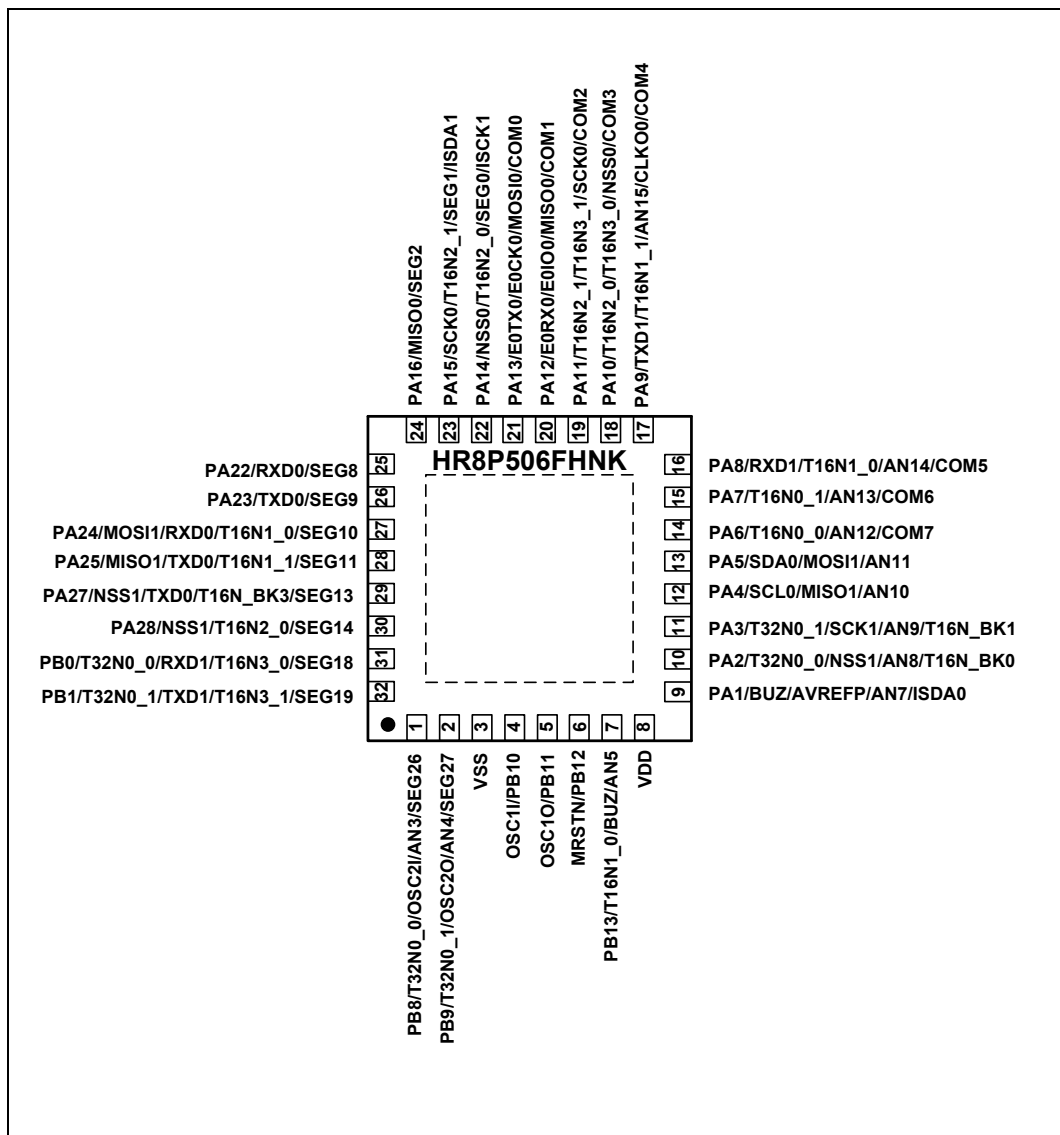 PA16/MISO0/SEG2
PA15/SCK0/T16N2_1/SEG1/ISDA1
PA14/NSS0/T16N2_0/SEG0/ISCK1
PA13/E0TX0/E0CK0/MOSI0/COM0
PA12/E0RX0/E0IO0/MISO0/COM1
PA11/T16N2_1/T16N3_1/SCK0/COM2
PA10/T16N2_0/T16N3_0/NSS0/COM3
PA9/TXD1/T16N1_1/AN15/CLKO0/COM4
24
23
22
21
20
19
18
17
HR8P506FHNK
PA22/RXD0/SEG8
25
PA23/TXD0/SEG9
26
PA24/MOSI1/RXD0/T16N1_0/SEG10
27
PA25/MISO1/TXD0/T16N1_1/SEG11
28
PA27/NSS1/TXD0/T16N_BK3/SEG13
29
PA28/NSS1/T16N2_0/SEG14
30
PB0/T32N0_0/RXD1/T16N3_0/SEG18
31
PB1/T32N0_1/TXD1/T16N3_1/SEG19
32
16
PA8/RXD1/T16N1_0/AN14/COM5
15
PA7/T16N0_1/AN13/COM6
14
PA6/T16N0_0/AN12/COM7
13
PA5/SDA0/MOSI1/AN11
12
PA4/SCL0/MISO1/AN10
11
PA3/T32N0_1/SCK1/AN9/T16N_BK1
10
PA2/T32N0_0/NSS1/AN8/T16N_BK0
9
PA1/BUZ/AVREFP/AN7/ISDA0
1
2
3
4
5
6
7
8
PB8/T32N0_0/OSC2I/AN3/SEG26
PB9/T32N0_1/OSC2O/AN4/SEG27
VSS
OSC1I/PB10
OSC1O/PB11
MRSTN/PB12
PB13/T16N1_0/BUZ/AN5
VDD